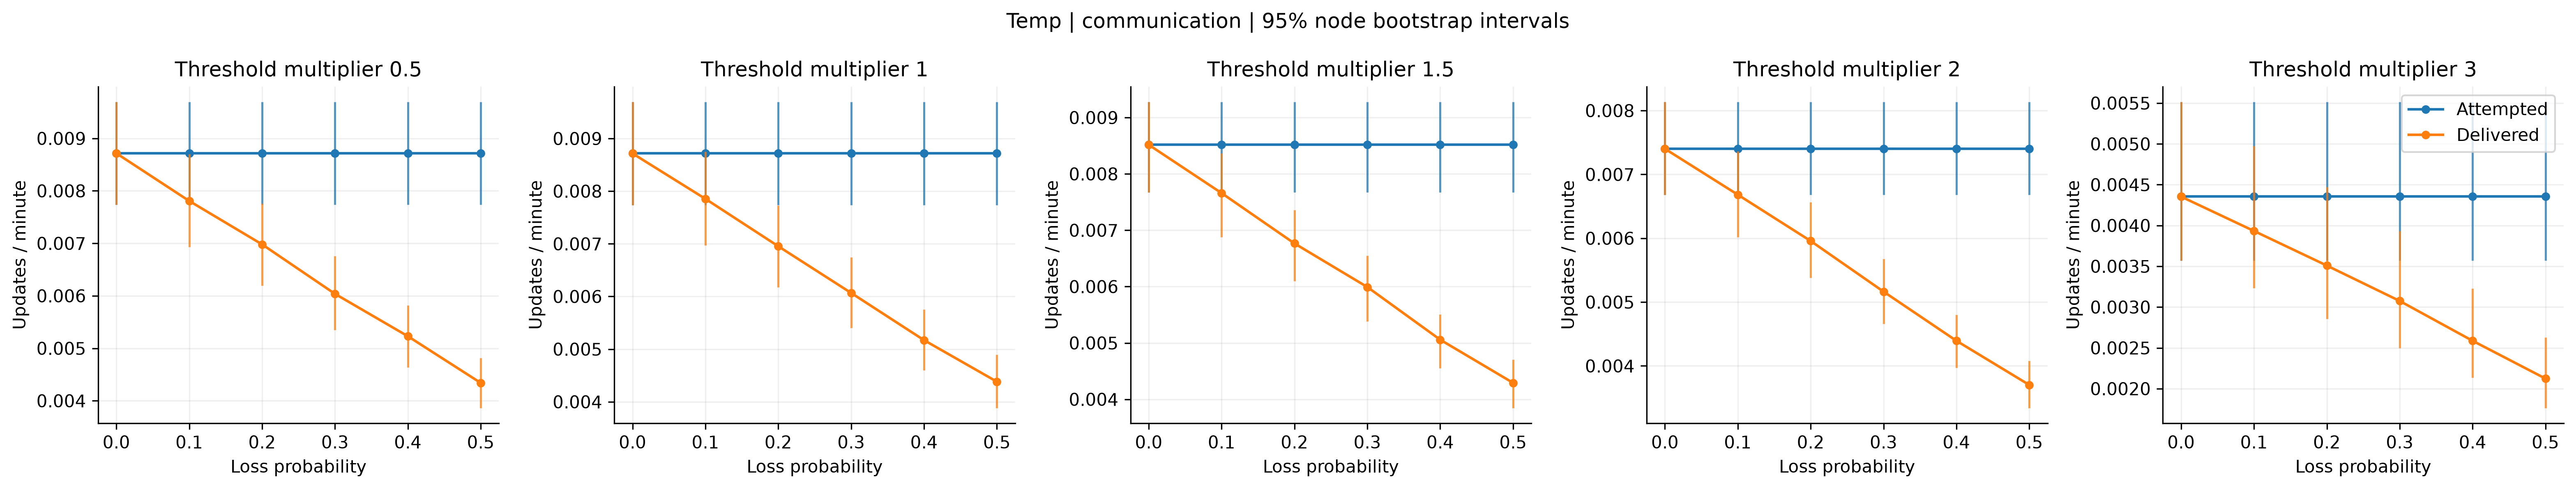 Temp | communication | 95% node bootstrap intervals
Threshold multiplier 0.5
Updates / minute
0.009
0.008
0.007
0.006
0.005
0.004
0.0 0.1 0.2 0.3 0.4 0.5
Loss probability
Threshold multiplier 1
Updates / minute
0.009
0.008
0.007
0.006
0.005
0.004
0.0 0.1 0.2 0.3 0.4 0.5
Loss probability
Threshold multiplier 1.5
Updates / minute
0.009
0.008
0.007
0.006
0.005
0.004
0.0 0.1 0.2 0.3 0.4 0.5
Loss probability
Threshold multiplier 2
Updates / minute
0.008
0.007
0.006
0.005
0.004
0.0 0.1 0.2 0.3 0.4 0.5
Loss probability
Threshold multiplier 3
Attempted
Delivered
Updates / minute
0.0055
0.0050
0.0045
0.0040
0.0035
0.0030
0.0025
0.0020
0.0 0.1 0.2 0.3 0.4 0.5
Loss probability